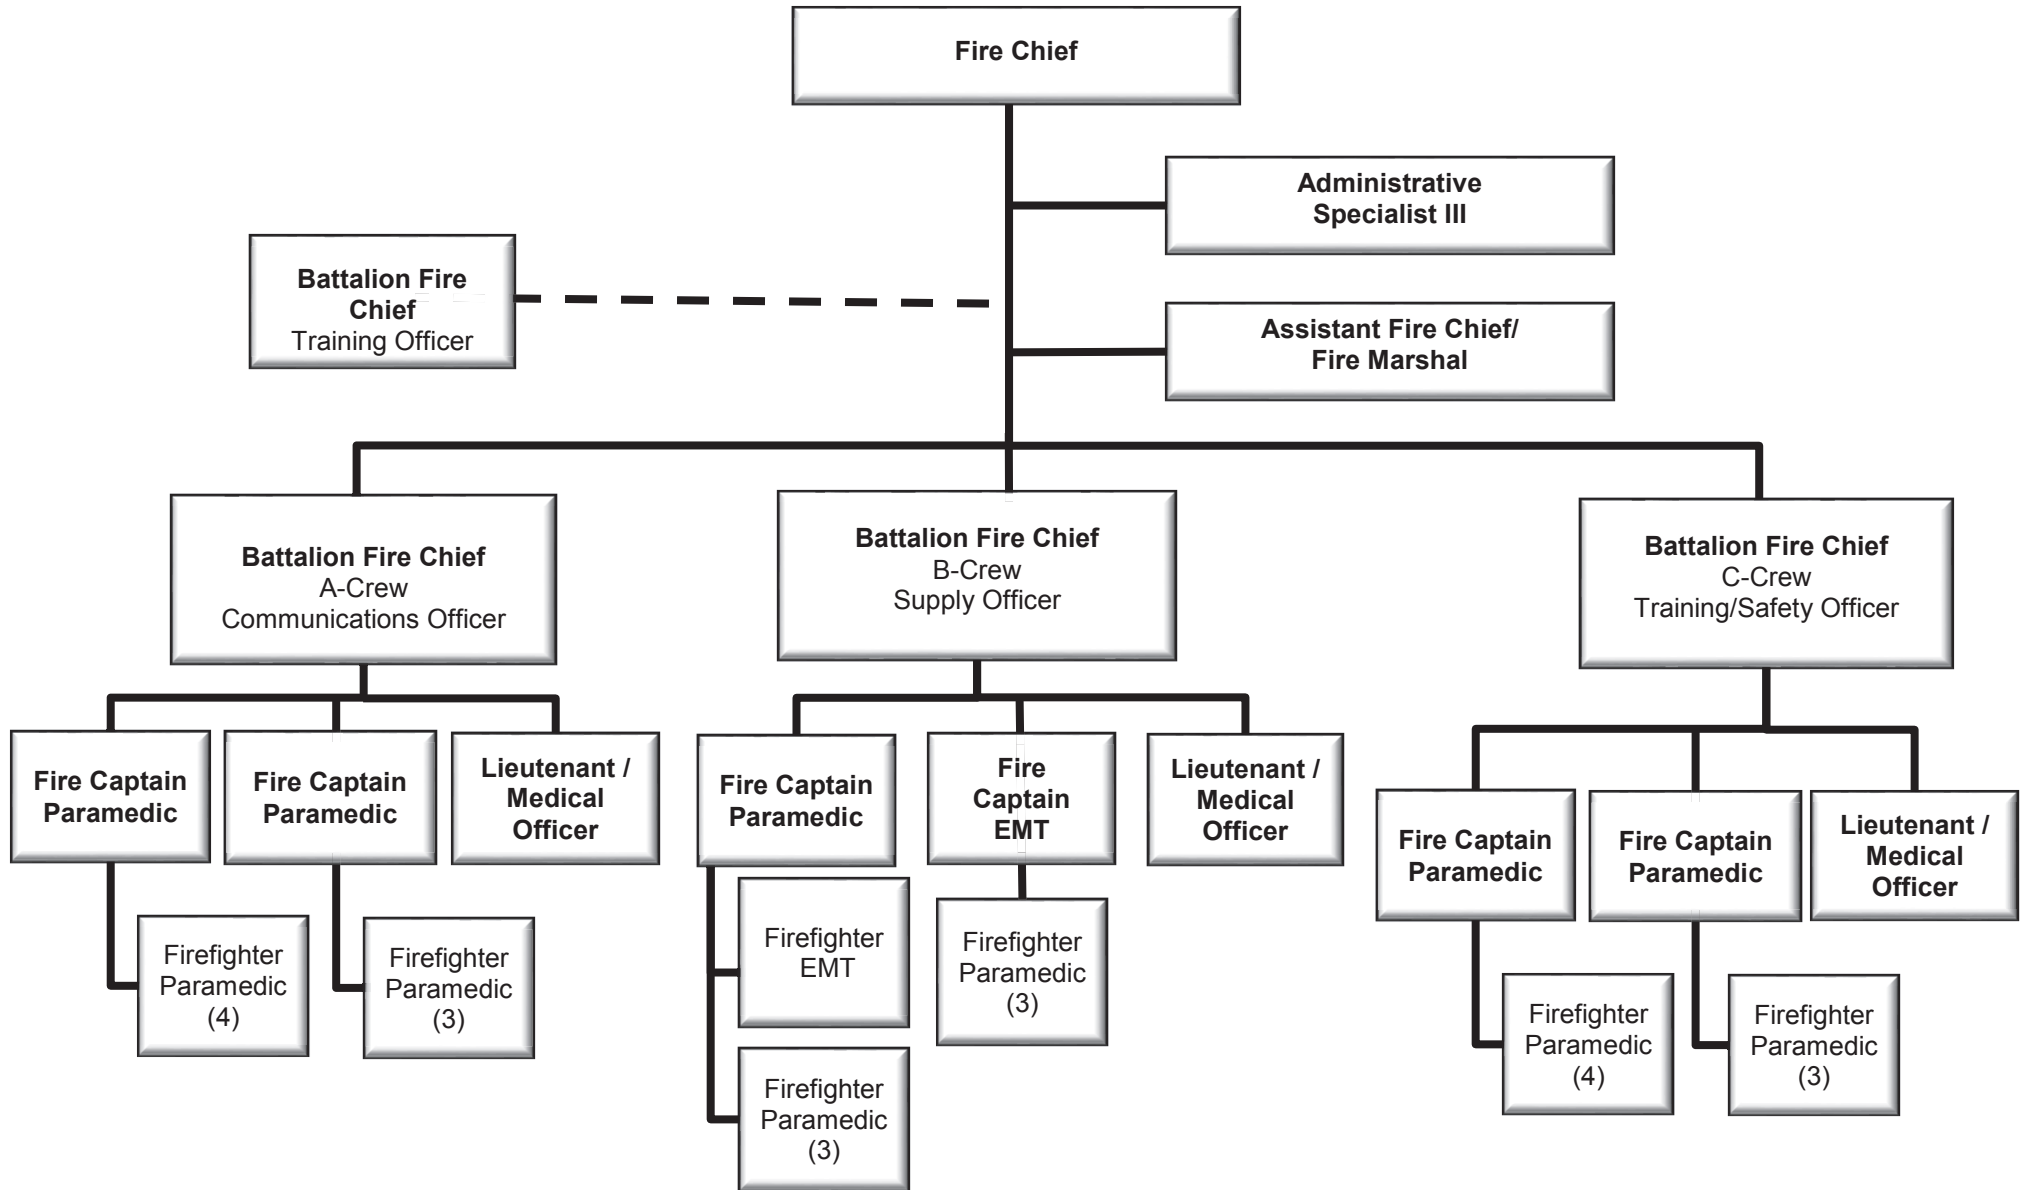 Fire Chief
Administrative
Specialist III
Battalion Fire
Chief
Training Officer
Assistant Fire Chief/
Fire Marshal
Battalion Fire Chief
A-Crew
Communications Officer
Battalion Fire Chief
B-Crew
Supply Officer
Battalion Fire Chief
C-Crew
Training/Safety Officer
Fire Captain
Paramedic
Fire Captain
Paramedic
Lieutenant /
Medical
Officer
Fire Captain
Paramedic
Fire
Captain
EMT
Lieutenant /
Medical
Officer
Fire Captain
Paramedic
Fire Captain
Paramedic
Lieutenant /
Medical
Officer
Firefighter
Paramedic
(4)
Firefighter
Paramedic
(3)
Firefighter
EMT
Firefighter
Paramedic
(3)
Firefighter
Paramedic
(3)
Firefighter
Paramedic
(4)
Firefighter
Paramedic
(3)